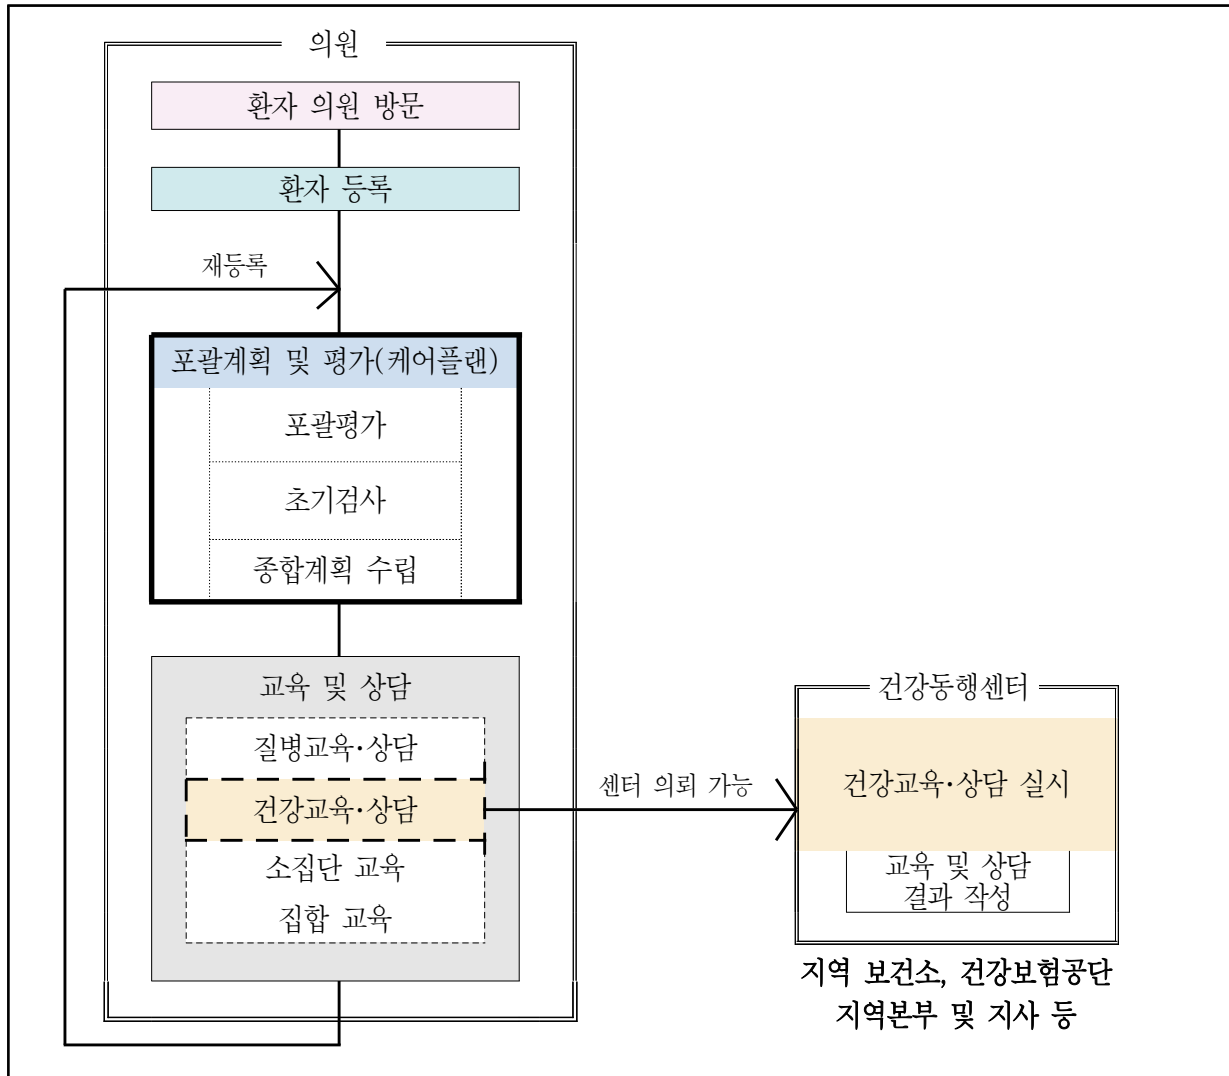 의원
환자 의원 방문
환자 등록
재등록
포괄계획 및 평가(케어플랜)
포괄평가
초기검사
종합계획 수립
교육 및 상담
질병교육·상담
건강교육·상담
소집단 교육
집합 교육
센터 의뢰 가능
건강동행센터
건강교육·상담 실시
교육 및 상담
결과 작성
지역 보건소, 건강보험공단
지역본부 및 지사 등